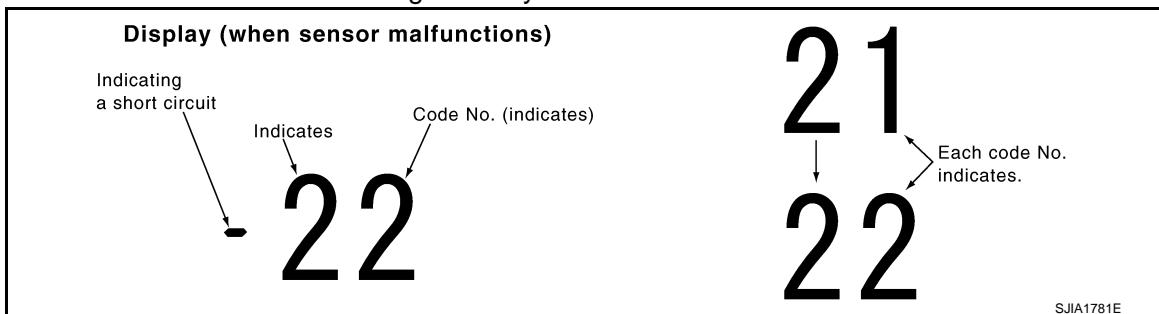 Display (when sensor malfunctions)
Indicating
a short circuit
Indicates
Code No. (indicates)
- 22
21
22
Each code No.
indicates.
SJIA1781E